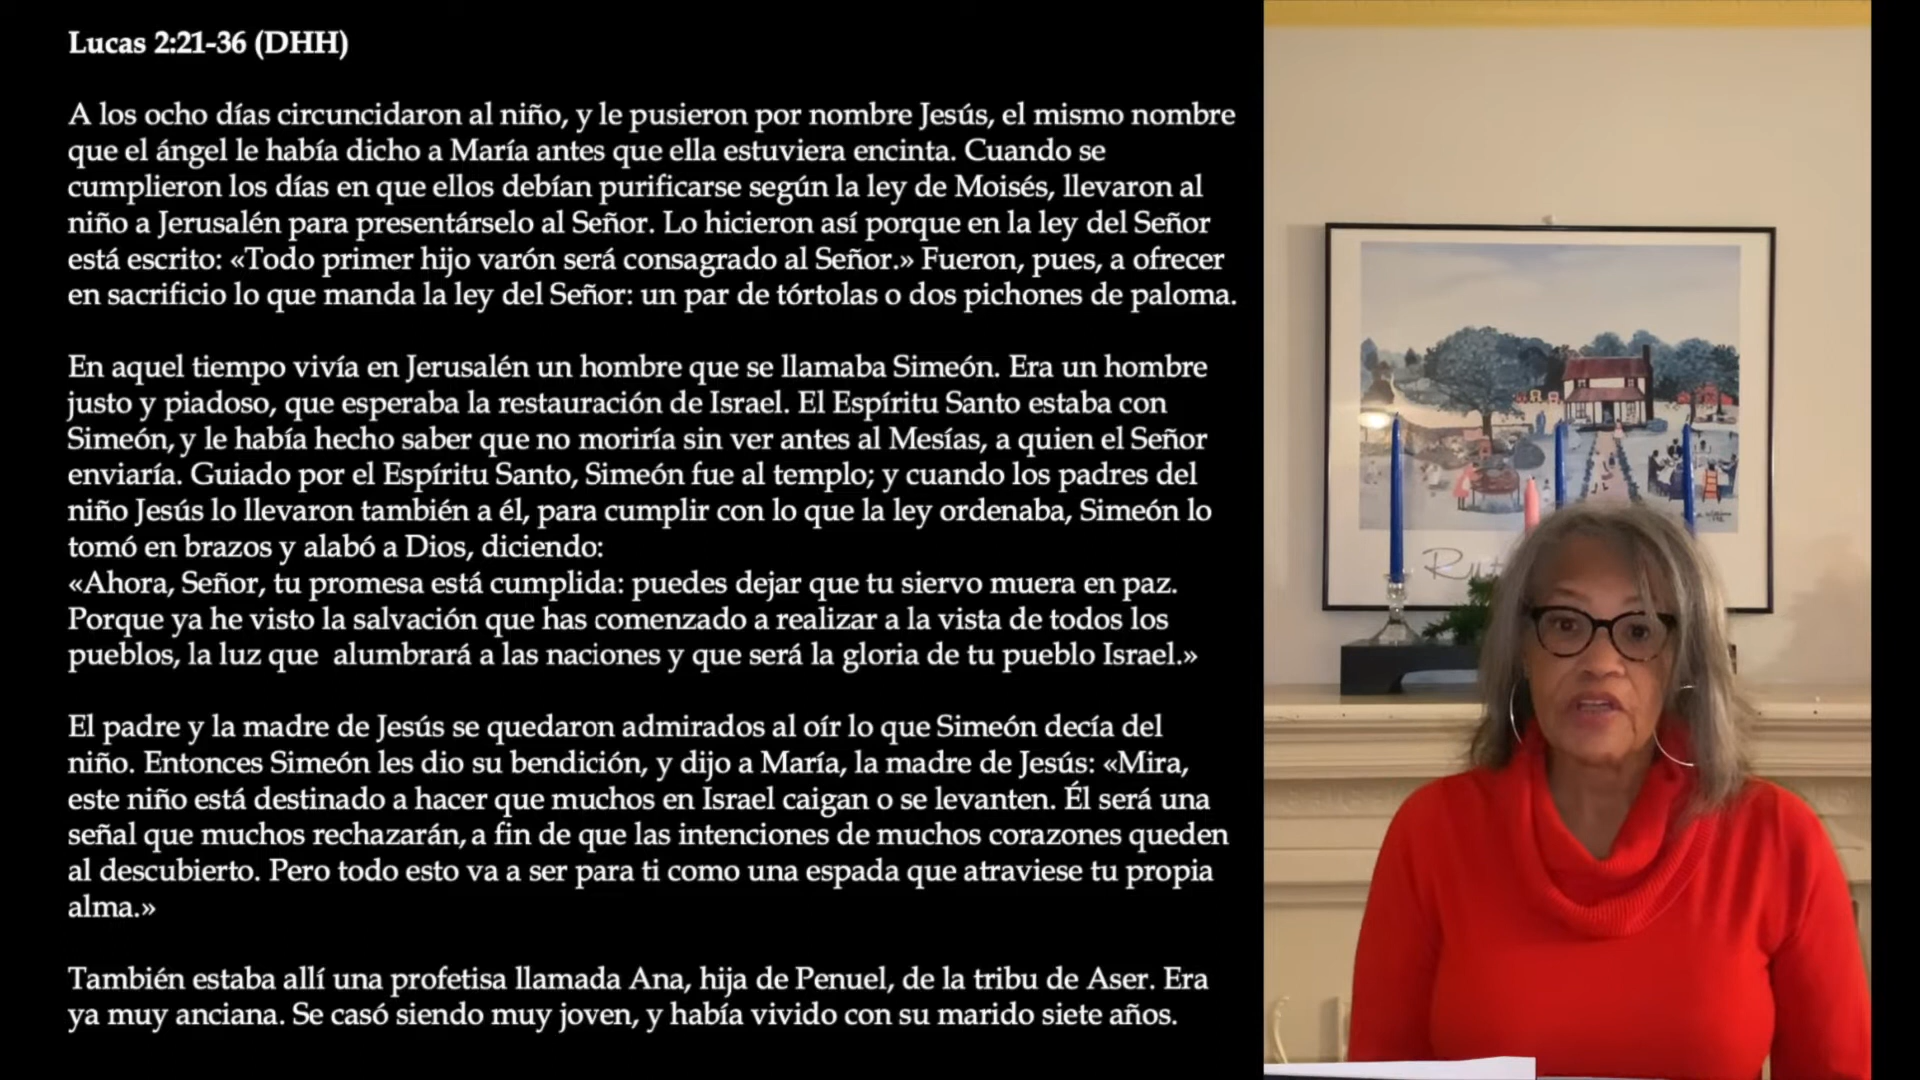 Lucas 2:21-36 (DHH)
A los ocho días circuncidaron al niño, y le pusieron por nombre Jesús, el mismo nombre
que el ángel le había dicho a María antes que ella estuviera encinta. Cuando se
cumplieron los días en que ellos debían purificarse según la ley de Moisés, llevaron al
niño a Jerusalén para presentárselo al Señor. Lo hicieron así porque en la ley del Señor
está escrito: «Todo primer hijo varón será consagrado al Señor.» Fueron, pues, a ofrecer
en sacrificio lo que manda la ley del Señor: un par de tórtolas o dos pichones de paloma.
En aquel tiempo vivía en Jerusalén un hombre que se llamaba Simeón. Era un hombre
justo y piadoso, que esperaba la restauración de Israel. El Espíritu Santo estaba con
Simeón, y le había hecho saber que no moriría sin ver antes al Mesías, a quien el Señor
enviaría. Guiado por el Espíritu Santo, Simeón fue al templo; y cuando los padres del
niño Jesús lo llevaron también a él, para cumplir con lo que la ley ordenaba, Simeón lo
tomó en brazos y alabó a Dios, diciendo:
«Ahora, Señor, tu promesa está cumplida: puedes dejar que tu siervo muera en paz.
Porque ya he visto la salvación que has comenzado a realizar a la vista de todos los
pueblos, la luz que  alumbrará a las naciones y que será la gloria de tu pueblo Israel.»
El padre y la madre de Jesús se quedaron admirados al oír lo que Simeón decía del
niño. Entonces Simeón les dio su bendición, y dijo a María, la madre de Jesús: «Mira,
este niño está destinado a hacer que muchos en Israel caigan o se levanten. Él será una
señal que muchos rechazarán, a fin de que las intenciones de muchos corazones queden
al descubierto. Pero todo esto va a ser para ti como una espada que atraviese tu propia
alma.»
También estaba allí una profetisa llamada Ana, hija de Penuel, de la tribu de Aser. Era
ya muy anciana. Se casó siendo muy joven, y había vivido con su marido siete años.